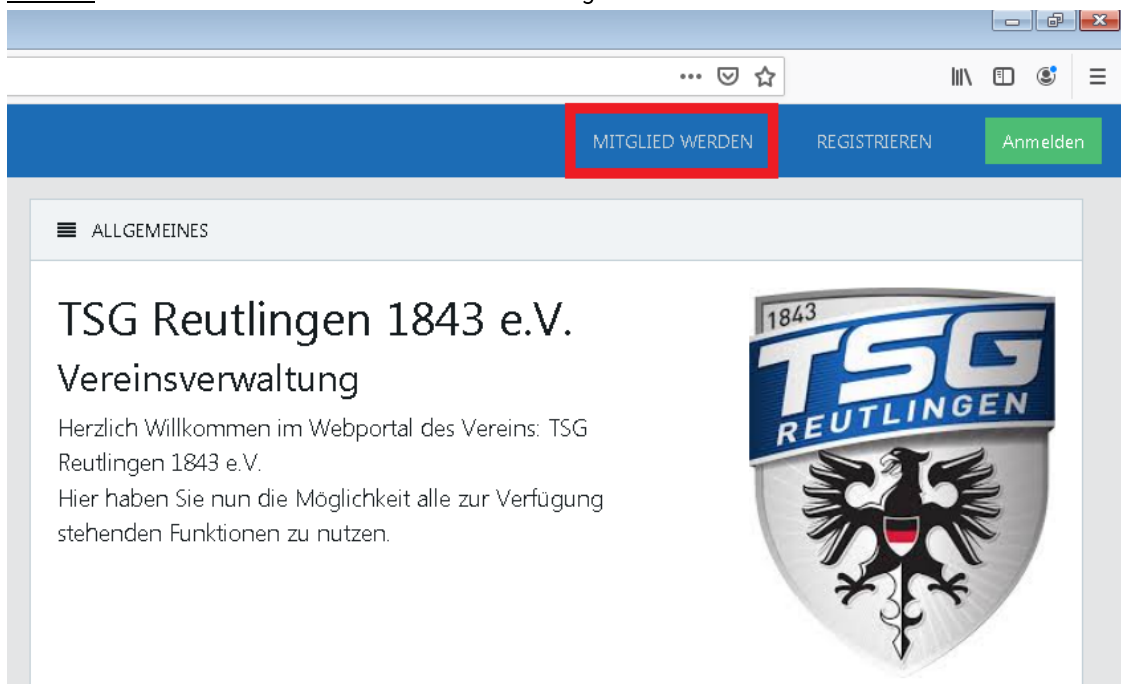 MITGLIED WERDEN REGISTRIEREN Anmelden
ALLGEMEINES
TSG Reutlingen 1843 e.V.
Vereinsverwaltung
Herzlich Willkommen im Webportal des Vereins: TSG
Reutlingen 1843 e.V.
Hier haben Sie nun die Möglichkeit alle zur Verfügung
stehenden Funktionen zu nutzen.
1843
TSG
REUTLINGEN